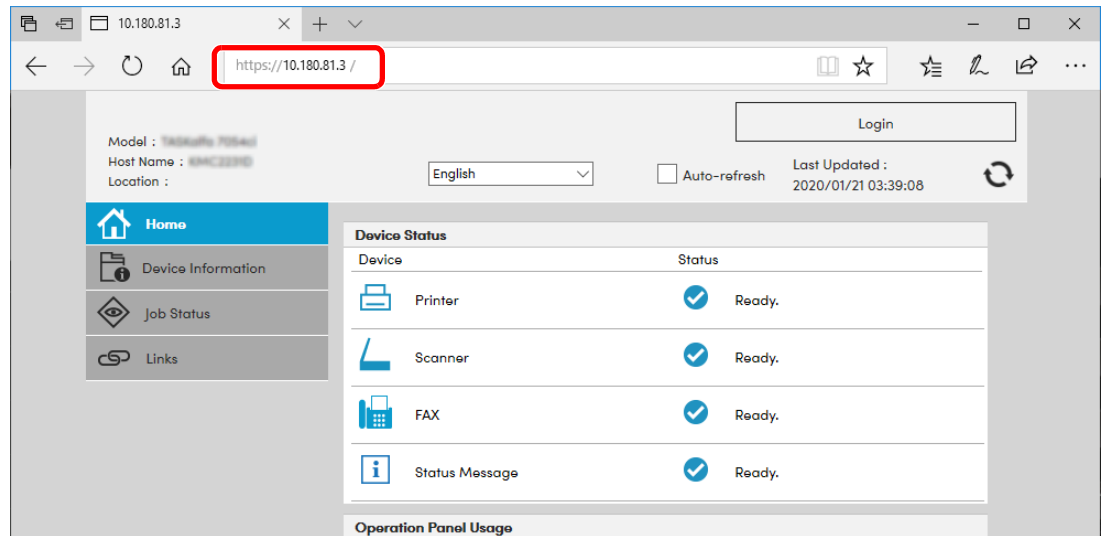 10.180.81.3
https://10.180.81.3 /
Login
Model :
Host Name :
Location :
English
Auto-refresh
Last Updated :
2020/01/21 03:39:08
Home
Device Information
Job Status
Links
Device Status
Device Status
Printer Ready.
Scanner Ready.
FAX Ready.
Status Message Ready.
Operation Panel Usage